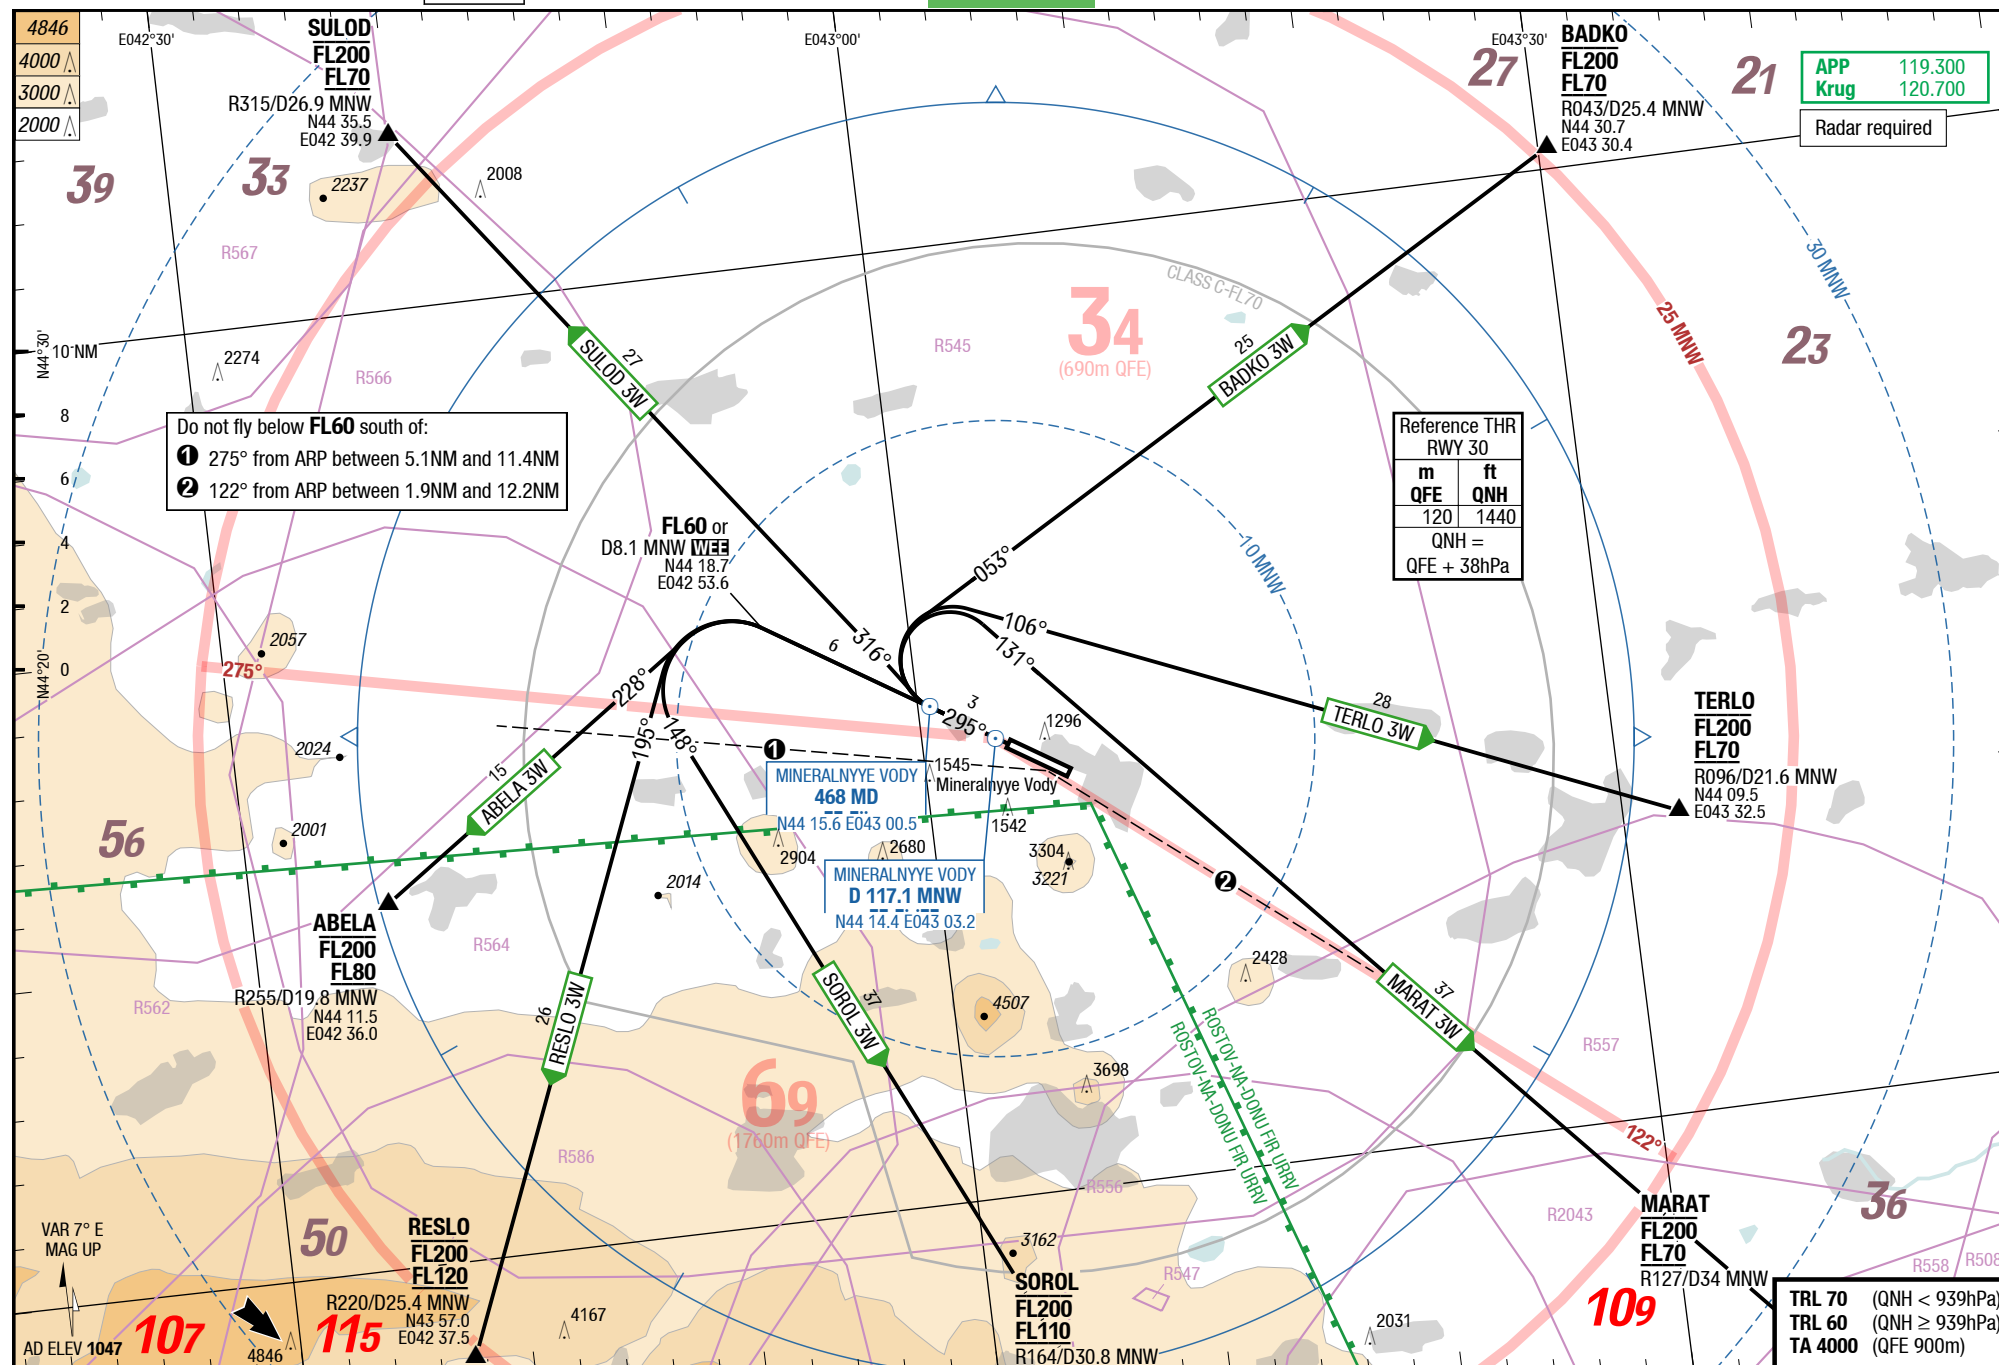 4846
4000
3000
2000
E042°30'
E043°00'
E043°30'
SULOD
FL200
FL70
R315/D26.9 MNW
N44 35.5
E042 39.9
BADKO
FL200
FL70
R043/D25.4 MNW
N44 30.7
E043 30.4
27
21
APP 119.300
Krug 120.700
Radar required
39
33
2237
2008
R567
CLASS C-FL70
30 MNW
25 MNW
34
(690m QFE)
R545
23
N44°30'
10 NM
8
6
4
2
0
N44°20'
2274
R566
27
SULOD 3W
25
BADKO 3W
Do not fly below FL60 south of:
1 275° from ARP between 5.1NM and 11.4NM
2 122° from ARP between 1.9NM and 12.2NM
Reference THR
RWY 30
m ft
QFE QNH
120 1440
QNH =
QFE + 38hPa
FL60 or
D8.1 MNW WEE
N44 18.7
E042 53.6
10MNW
053°
106°
131°
316°
6
3
295°
2057
275°
228°
195°
148°
2024
1
1296
28
TERLO 3W
TERLO
FL200
FL70
R096/D21.6 MNW
N44 09.5
E043 32.5
15
ABELA 3W
MINERALNYYE VODY
468 MD
N44 15.6 E043 00.5
1545
Mineralnyye Vody
1542
56
2001
2904
2680
3304
3221
2
2014
MINERALNYYE VODY
D 117.1 MNW
N44 14.4 E043 03.2
ABELA
FL200
FL80
R255/D19.8 MNW
N44 11.5
E042 36.0
R564
R562
2428
26
RESLO 3W
37
SOROL 3W
4507
37
MARAT 3W
ROSTOV-NA-DONU FIR URRV
ROSTOV-NA-DONU FIR URRV
R557
69
(1760m QFE)
3698
R586
R556
122°
R2043
36
VAR 7° E
MAG UP
50
RESLO
FL200
FL120
R220/D25.4 MNW
N43 57.0
E042 37.5
3162
SOROL
FL200
FL110
R164/D30.8 MNW
R547
MARAT
FL200
FL70
R127/D34 MNW
R558
R508
AD ELEV 1047
107
4846
115
4167
2031
109
TRL 70 (QNH < 939hPa)
TRL 60 (QNH ≥ 939hPa)
TA 4000 (QFE 900m)